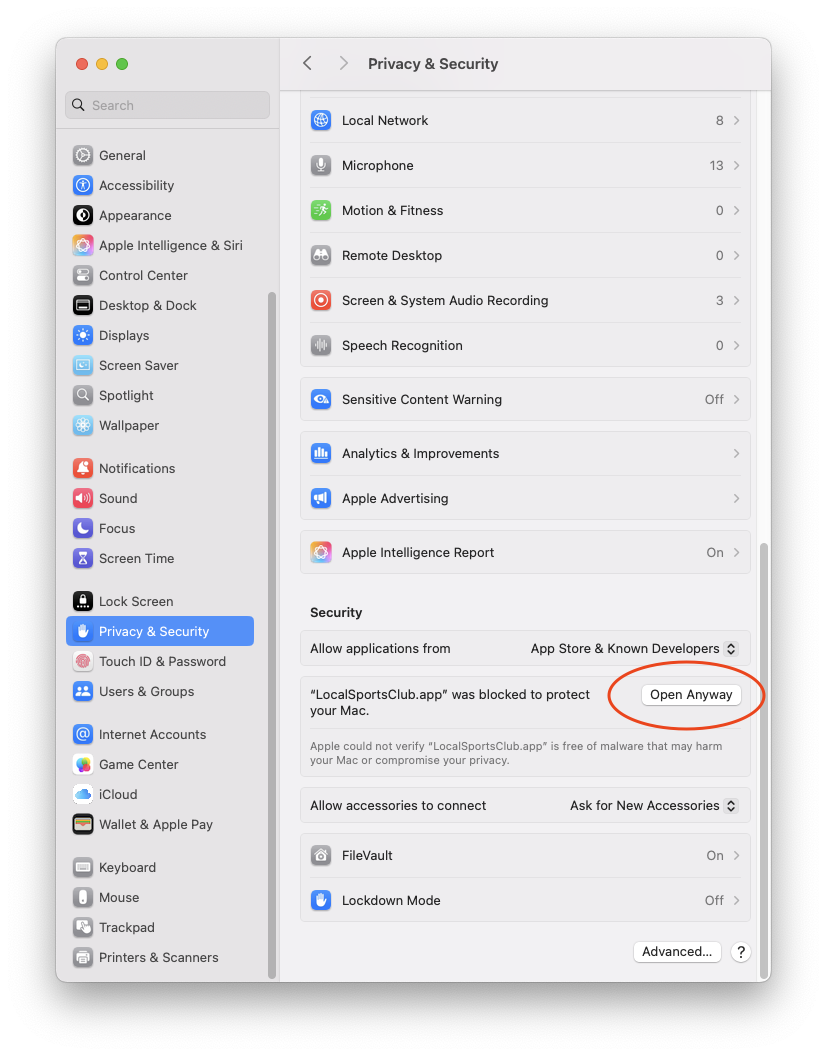 Privacy & Security
Search
General
Accessibility
Appearance
Apple Intelligence & Siri
Control Center
Desktop & Dock
Displays
Screen Saver
Spotlight
Wallpaper
Notifications
Sound
Focus
Screen Time
Lock Screen
Privacy & Security
Touch ID & Password
Users & Groups
Internet Accounts
Game Center
iCloud
Wallet & Apple Pay
Keyboard
Mouse
Trackpad
Printers & Scanners
Local Network 8
Microphone 13
Motion & Fitness 0
Remote Desktop 0
Screen & System Audio Recording 3
Speech Recognition 0
Sensitive Content Warning Off
Analytics & Improvements
Apple Advertising
Apple Intelligence Report On
Security
Allow applications from App Store & Known Developers
“LocalSportsClub.app” was blocked to protect Open Anyway
your Mac.
Apple could not verify “LocalSportsClub.app” is free of malware that may harm
your Mac or compromise your privacy.
Allow accessories to connect Ask for New Accessories
FileVault On
Lockdown Mode Off
Advanced... ?